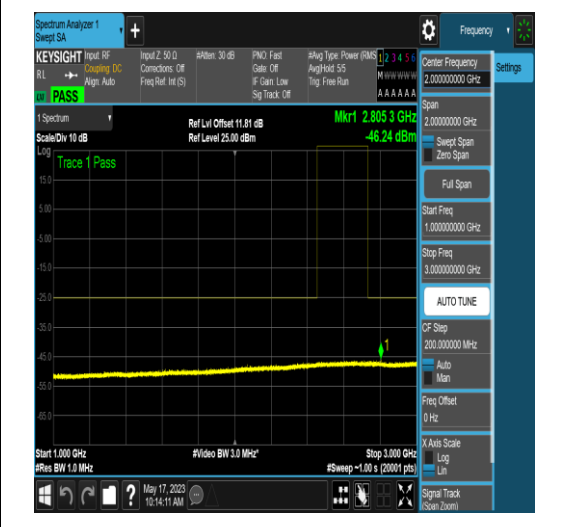 Spectrum Analyzer 1
Swept SA
+
Frequency
KEYSIGHT
Input: RF
Coupling: DC
Align: Auto
Input Z: 50 Ω
Corrections: Off
Freq Ref: Int (S)
#Atten: 30 dB
PNO: Fast
Gate: Off
IF Gain: Low
Sig Track: Off
#Avg Type: Power (RMS
Avg|Hold: 5/5
Trig: Free Run
1 2 3 4 5 6
M w w w w w
A A A A A A
RL
PASS
1 Spectrum
Scale/Div 10 dB
Ref Lvl Offset 11.81 dB
Ref Level 25.00 dBm
Mkr1 2.805 3 GHz
-46.24 dBm
Log
Trace 1 Pass
15.0
5.00
-5.00
-15.0
-25.0
-35.0
-45.0
-55.0
-65.0
1
Start 1.000 GHz
#Res BW 1.0 MHz
#Video BW 3.0 MHz*
Stop 3.000 GHz
#Sweep ~1.00 s (20001 pts)
?
May 17, 2023
10:14:11 AM
Center Frequency
2.000000000 GHz
Settings
Span
Swept Span
Zero Span
Full Span
Start Freq
1.000000000 GHz
Stop Freq
3.000000000 GHz
AUTO TUNE
CF Step
200.000000 MHz
Auto
Man
Freq Offset
0 Hz
X Axis Scale
Log
Lin
Signal Track
(Span Zoom)